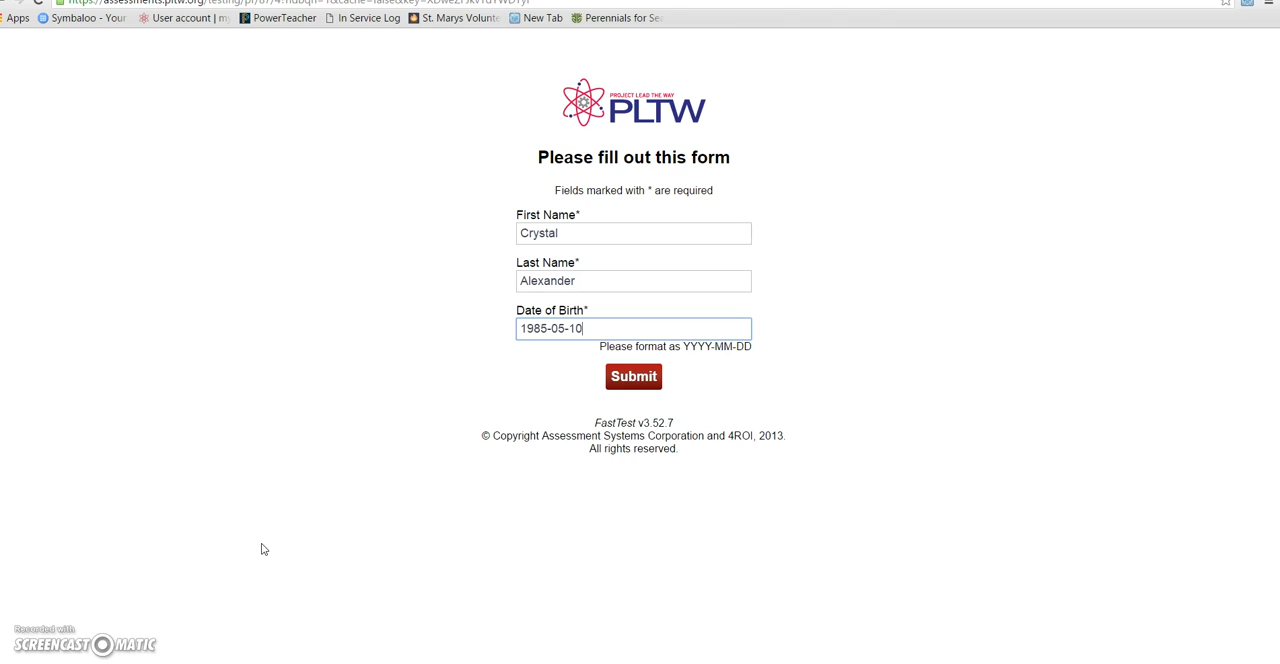 Apps Symbaloo - Your User account | my PowerTeacher In Service Log St. Marys Volunte New Tab Perennials for Sea
PROJECT LEAD THE WAY
PLTW
Please fill out this form
Fields marked with * are required
First Name*
Crystal
Last Name*
Alexander
Date of Birth*
1985-05-10
Please format as YYYY-MM-DD
Submit
FastTest v3.52.7
© Copyright Assessment Systems Corporation and 4ROI, 2013.
All rights reserved.
Recorded with
SCREENCAST MATIC